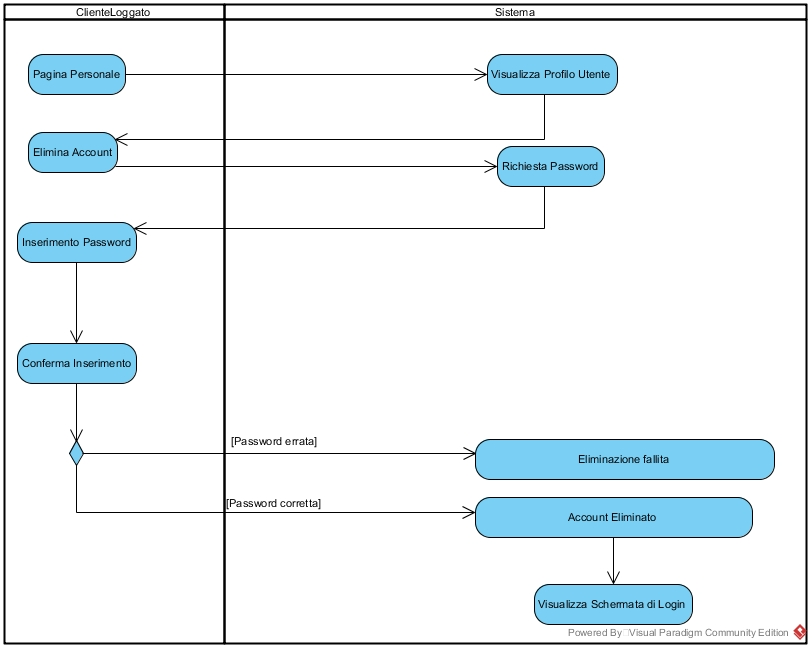 ClienteLoggato
Sistema
Pagina Personale
Visualizza Profilo Utente
Elimina Account
Richiesta Password
Inserimento Password
Conferma Inserimento
[Password errata]
Eliminazione fallita
[Password corretta]
Account Eliminato
Visualizza Schermata di Login
Powered By Visual Paradigm Community Edition